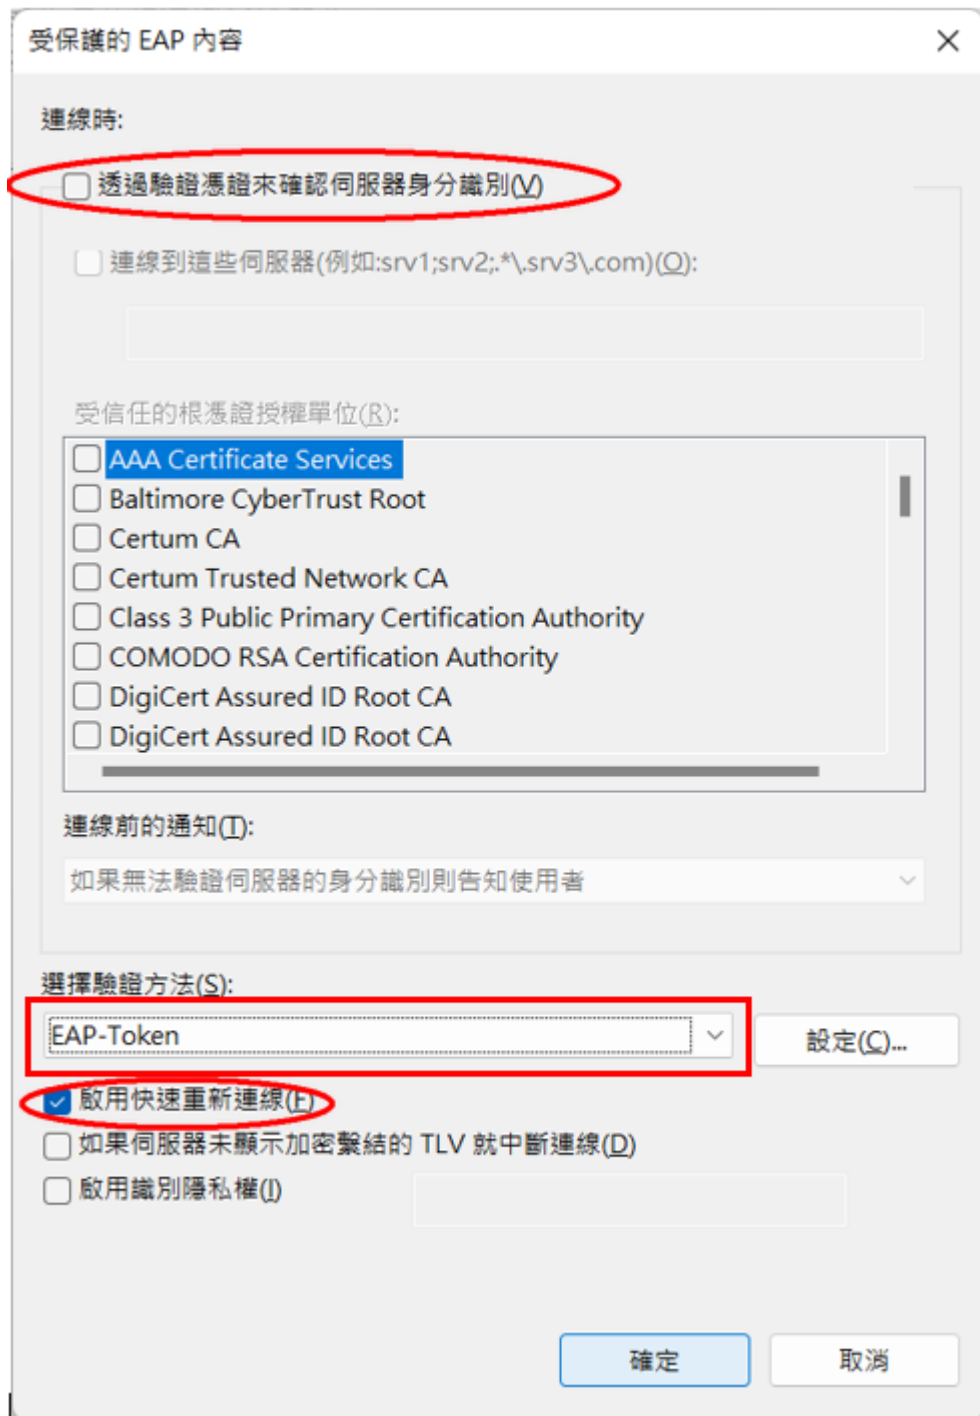 受保護的 EAP 內容
連線時:
透過驗證憑證來確認伺服器身分識別(V)
連線到這些伺服器(例如:srv1;srv2;.*\.srv3\.com)(O):
受信任的根憑證授權單位(R):
AAA Certificate Services
Baltimore CyberTrust Root
Certum CA
Certum Trusted Network CA
Class 3 Public Primary Certification Authority
COMODO RSA Certification Authority
DigiCert Assured ID Root CA
DigiCert Assured ID Root CA
連線前的通知(T):
如果無法驗證伺服器的身分識別則告知使用者
選擇驗證方法(S):
EAP-Token
設定(C)...
啟用快速重新連線(F)
如果伺服器未顯示加密繫結的 TLV 就中斷連線(D)
啟用識別隱私權(I)
確定
取消